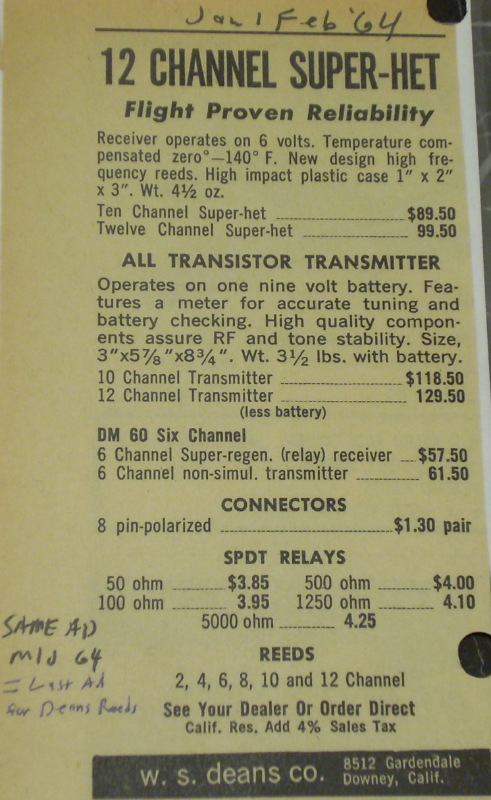 Jan / Feb '64
12 CHANNEL SUPER-HET
Flight Proven Reliability
Receiver operates on 6 volts. Temperature com-
pensated zero°—140° F. New design high fre-
quency reeds. High impact plastic case 1" x 2"
x 3". Wt. 4½ oz.
Ten Channel Super-het $89.50
Twelve Channel Super-het 99.50
ALL TRANSISTOR TRANSMITTER
Operates on one nine volt battery. Fea-
tures a meter for accurate tuning and
battery checking. High quality compon-
ents assure RF and tone stability. Size,
3"x5⅞"x8¾". Wt. 3½ lbs. with battery.
10 Channel Transmitter $118.50
12 Channel Transmitter 129.50
(less battery)
DM 60 Six Channel
6 Channel Super-regen. (relay) receiver $57.50
6 Channel non-simul. transmitter 61.50
CONNECTORS
8 pin-polarized $1.30 pair
SPDT RELAYS
50 ohm $3.85 500 ohm $4.00
100 ohm 3.95 1250 ohm 4.10
5000 ohm 4.25
SAME AD
MID 64
= Last Ad
for Deans Reeds
REEDS
2, 4, 6, 8, 10 and 12 Channel
See Your Dealer Or Order Direct
Calif. Res. Add 4% Sales Tax
w. s. deans co. 8512 Gardendale
Downey, Calif.